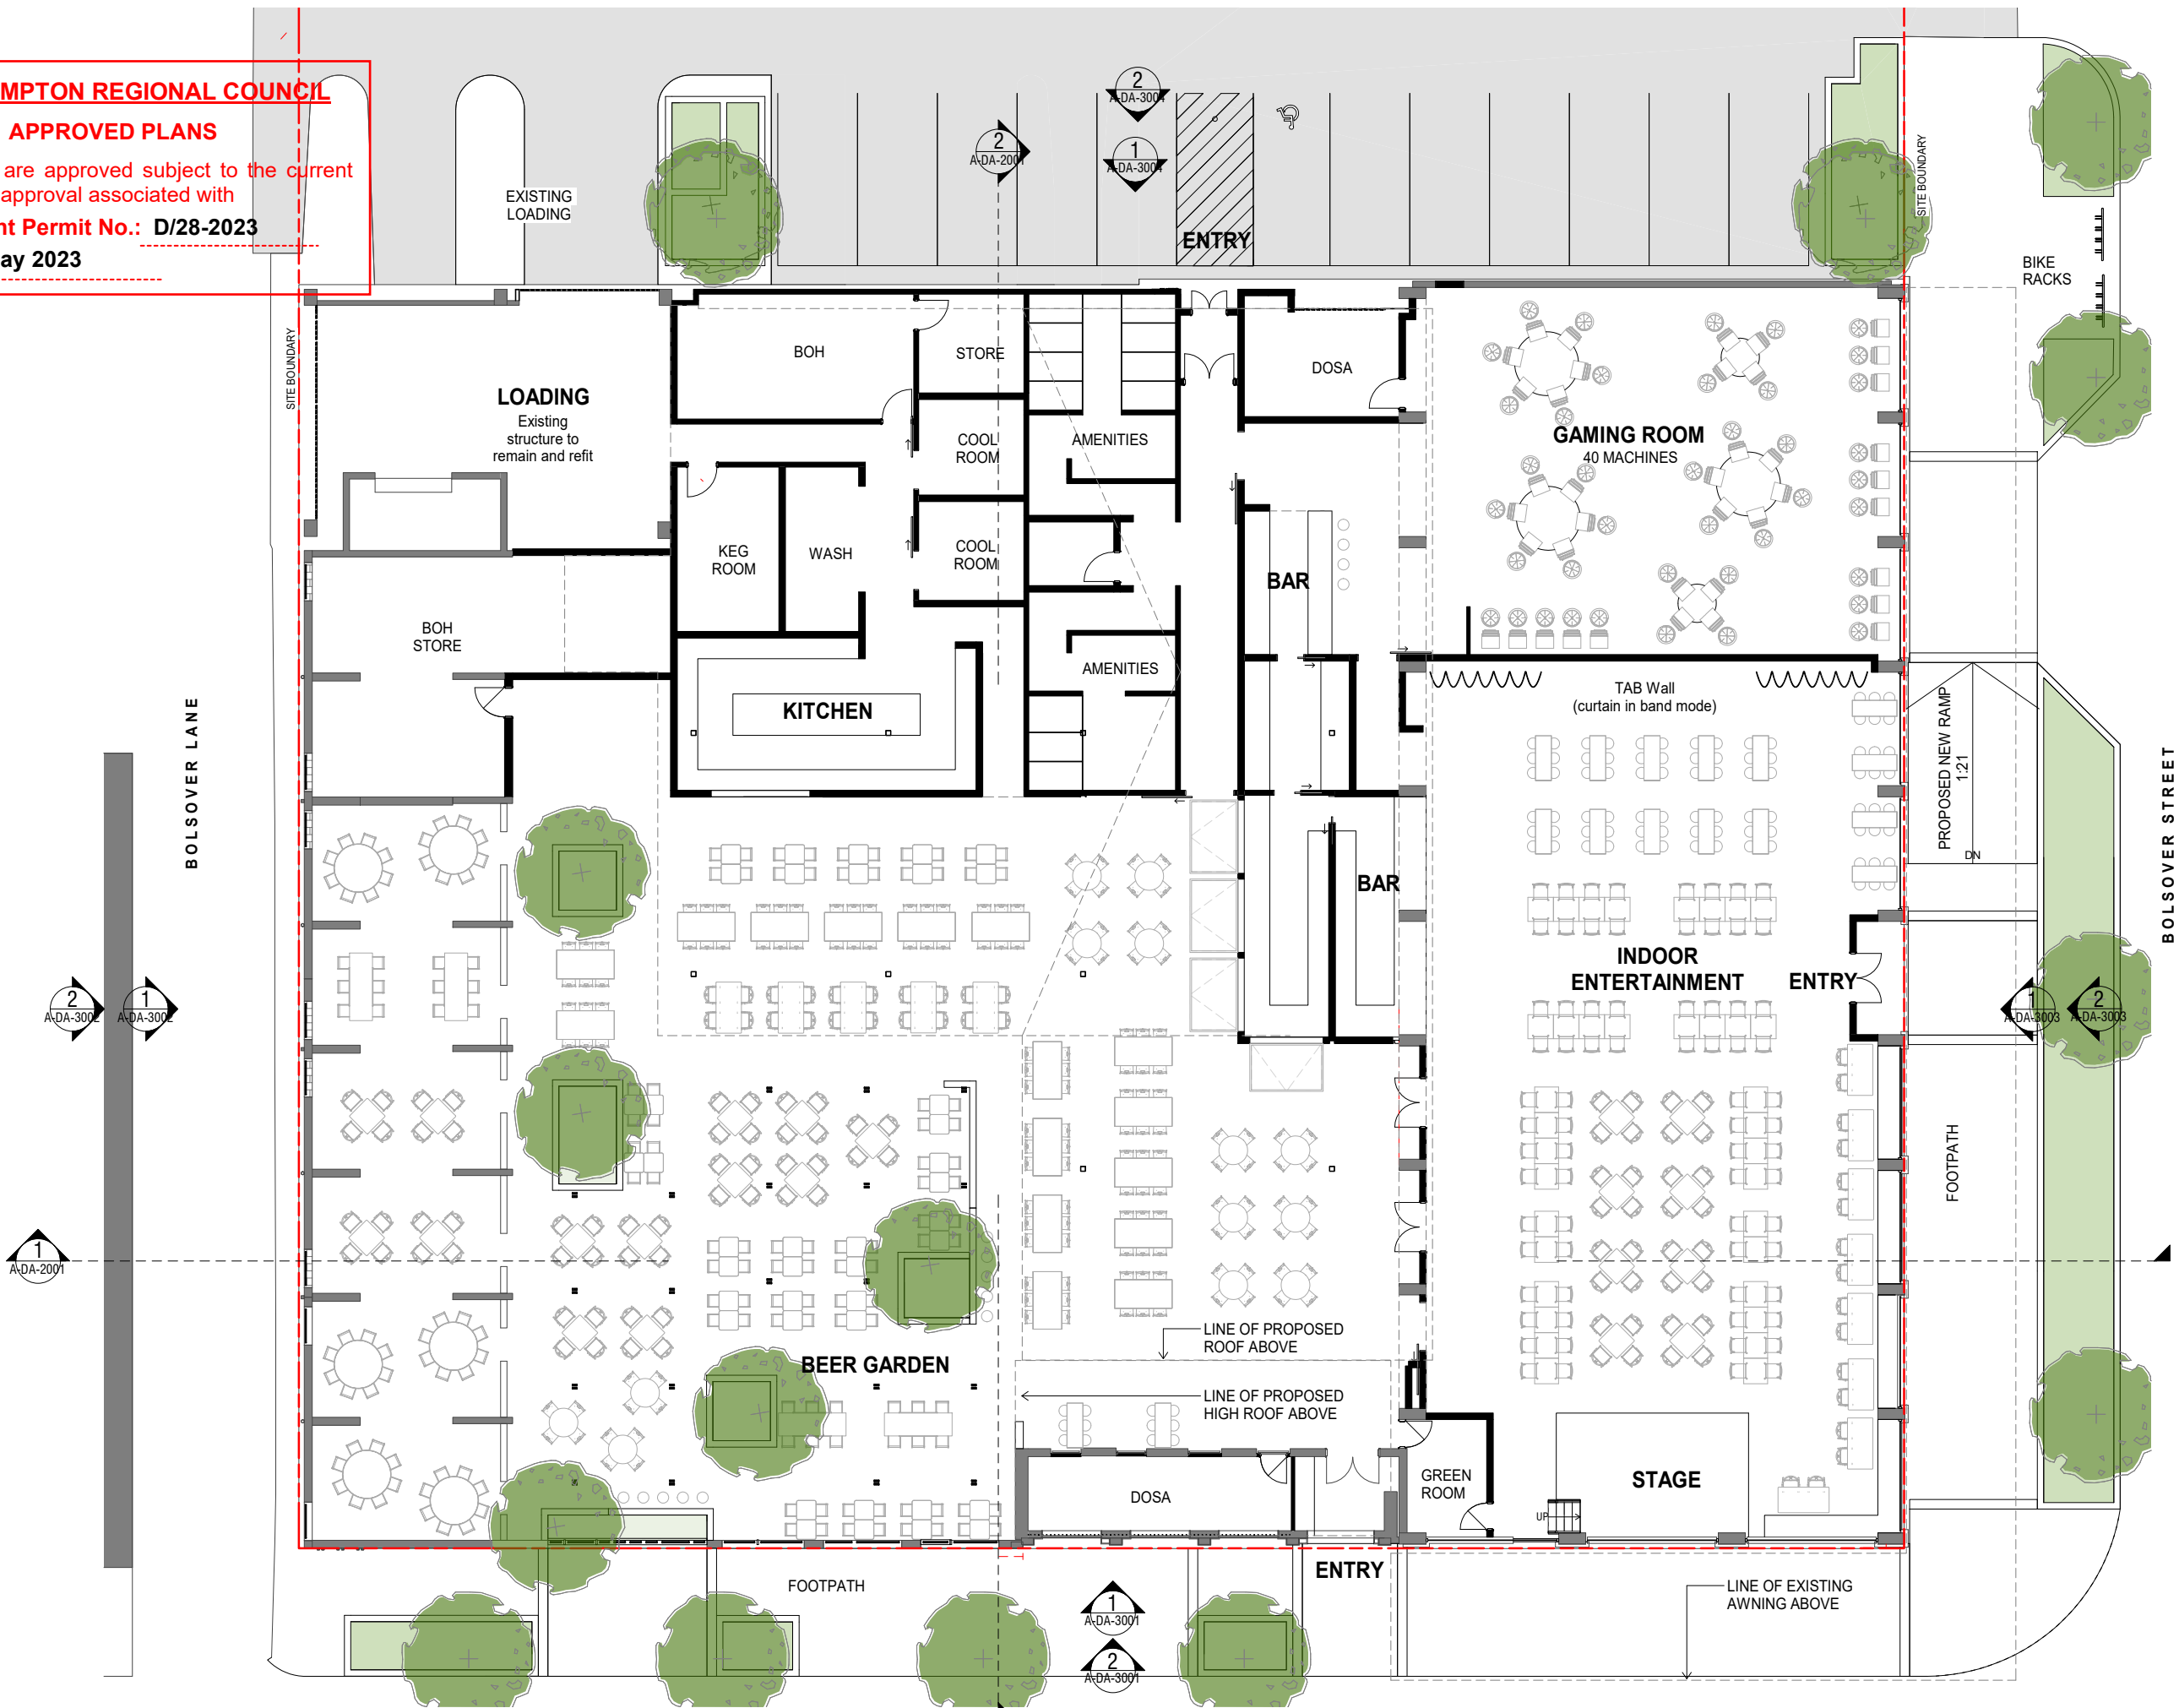 MPTON REGIONAL COUNCIL
APPROVED PLANS
are approved subject to the current
approval associated with
nt Permit No.: D/28-2023
ay 2023
EXISTING
LOADING
2
A-DA-2001
2
A-DA-3004
1
A-DA-3004
ENTRY
SITE BOUNDARY
BIKE
RACKS
SITE BOUNDARY
LOADING
Existing
structure to
remain and refit
BOH
STORE
DOSA
COOL
ROOM
AMENITIES
GAMING ROOM
40 MACHINES
KEG
ROOM
WASH
COOL
ROOM
BAR
BOH
STORE
AMENITIES
KITCHEN
TAB Wall
(curtain in band mode)
PROPOSED NEW RAMP
1:21
DN
BOLSOVER LANE
BOLSOVER STREET
BAR
INDOOR
ENTERTAINMENT
ENTRY
2
A-DA-3002
1
A-DA-3002
1
A-DA-3003
2
A-DA-3003
FOOTPATH
1
A-DA-2001
LINE OF PROPOSED
ROOF ABOVE
BEER GARDEN
LINE OF PROPOSED
HIGH ROOF ABOVE
GREEN
ROOM
STAGE
DOSA
UP
ENTRY
FOOTPATH
1
A-DA-3001
2
A-DA-3001
LINE OF EXISTING
AWNING ABOVE